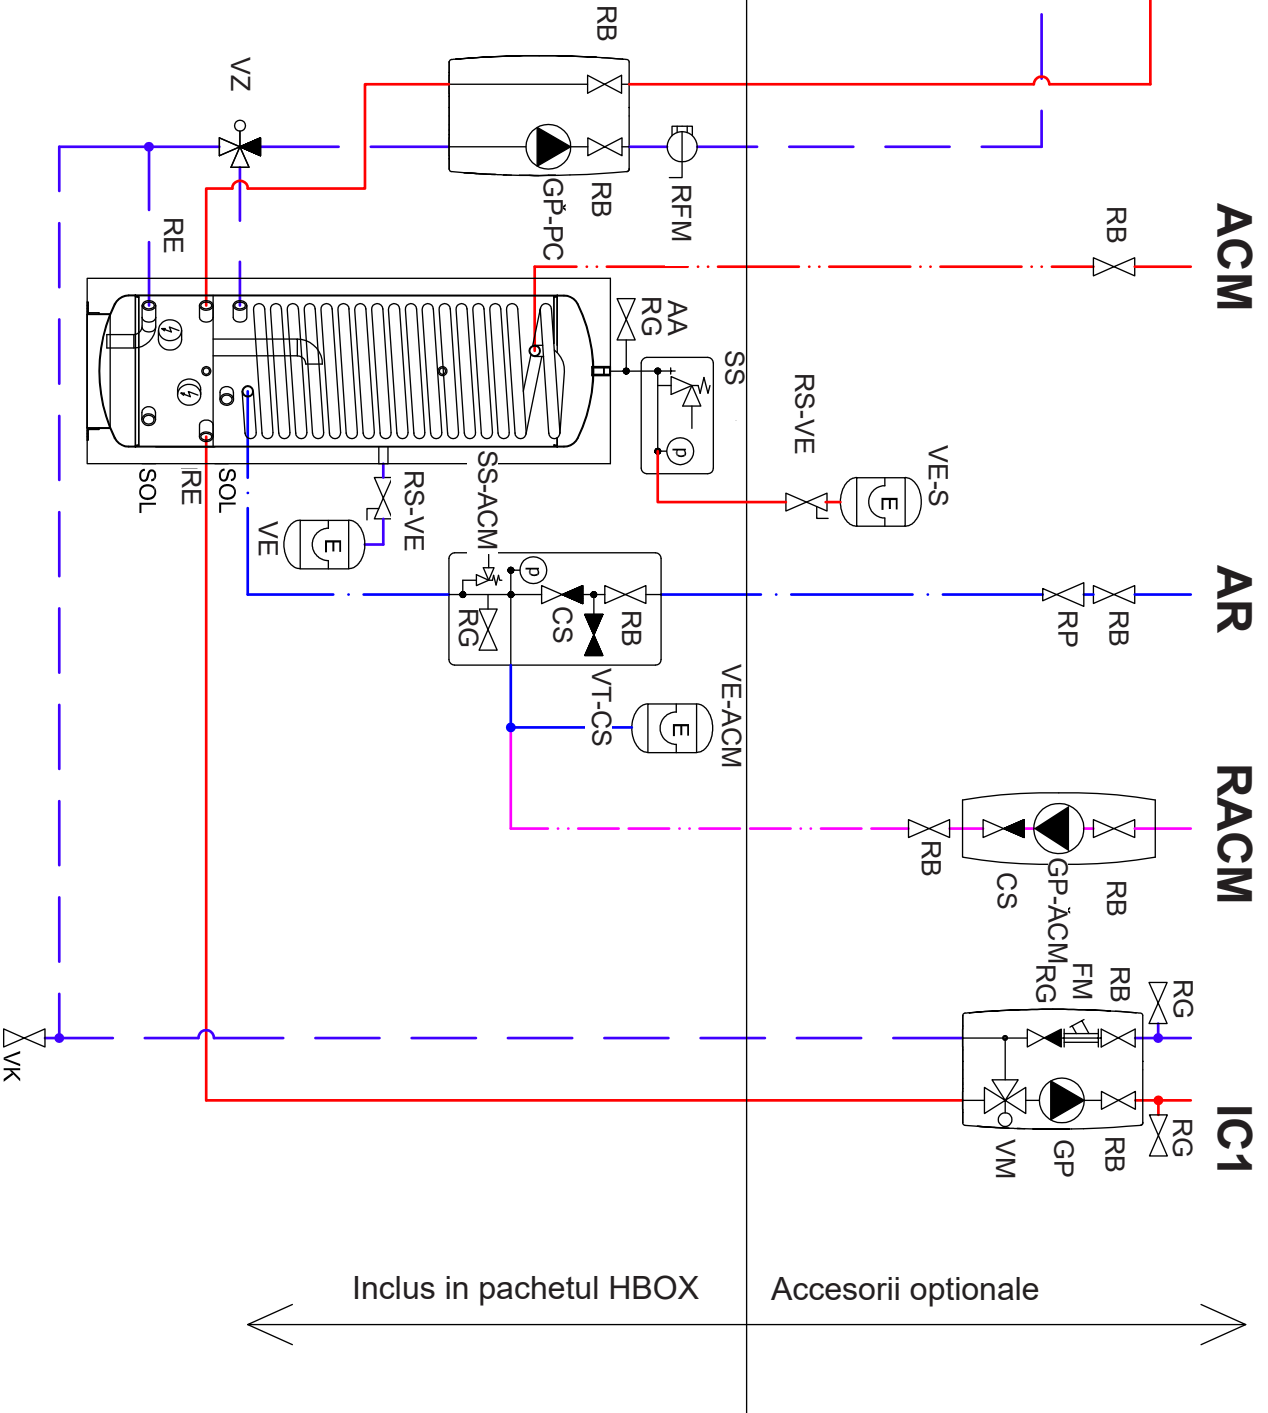 RB
VZ
GP-PC
RB
RFM
RB
ACM
RE
AA
RG
SS
RS-VE
p
VE-S
E
SOL
RE
SOL
VE
E
RS-VE
SS-ACM
p
RG
CS
RB
VT-CS
VE-ACM
E
RP
RB
AR
RB
CS
GP-ACM
RB
RACM
RG
FM
RB
RG
VM
GP
RB
RG
IC1
VK
Inclus in pachetul HBOX
Accesorii optionale